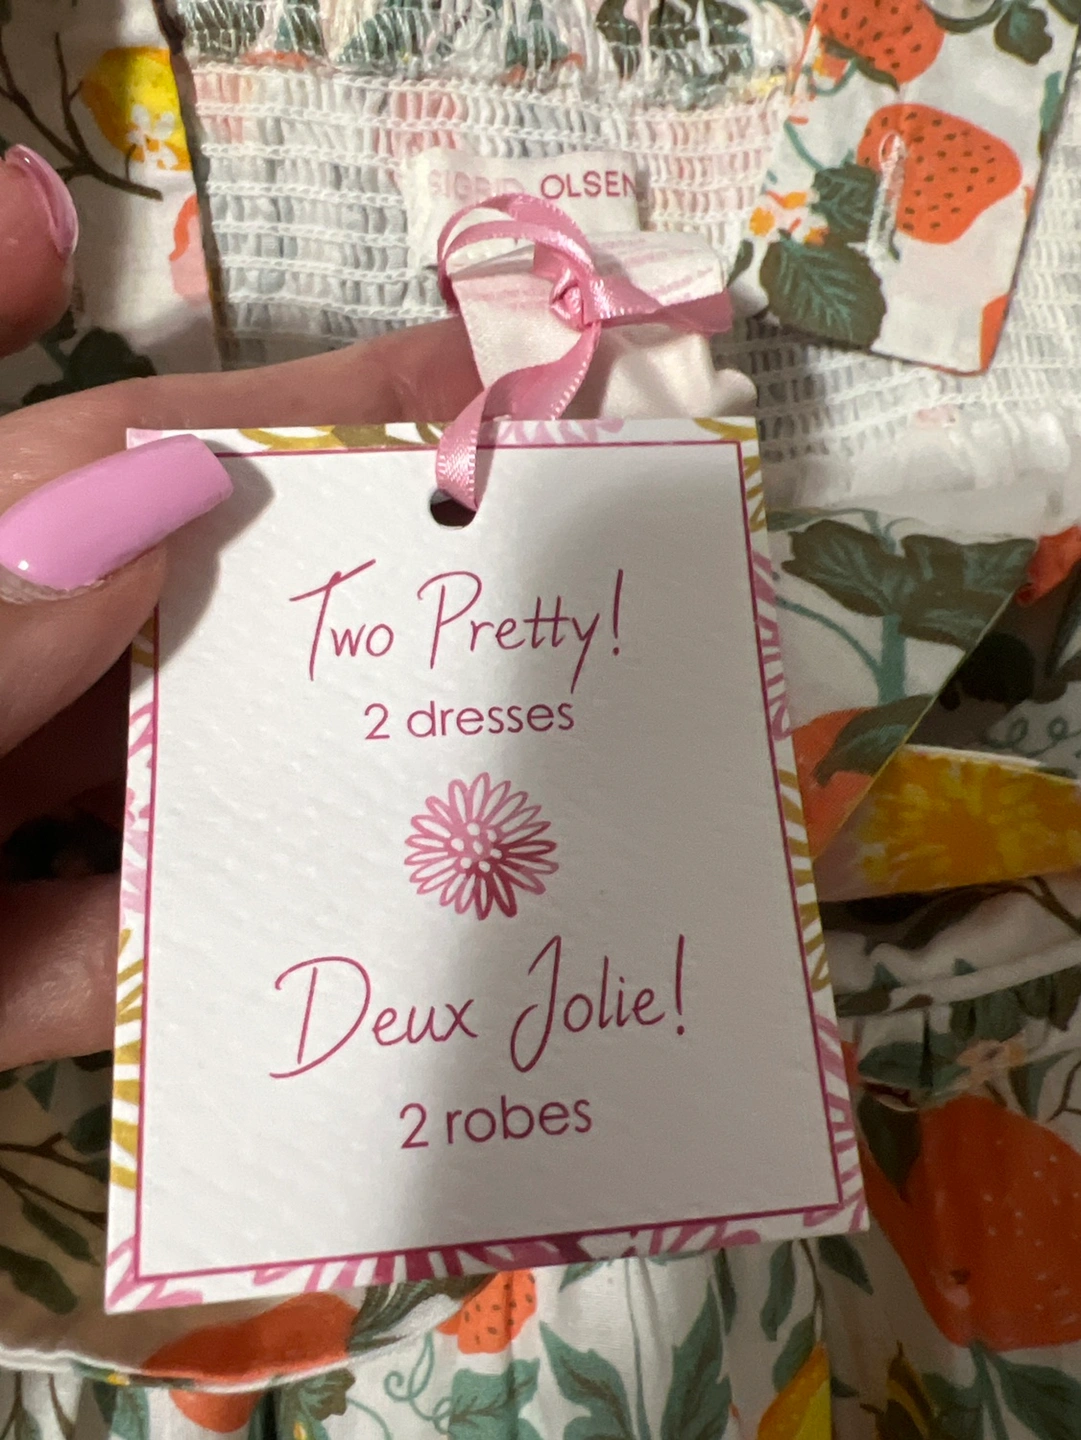 SIGRID OLSEN
Two Pretty!
2 dresses
Deux Jolie!
2 robes